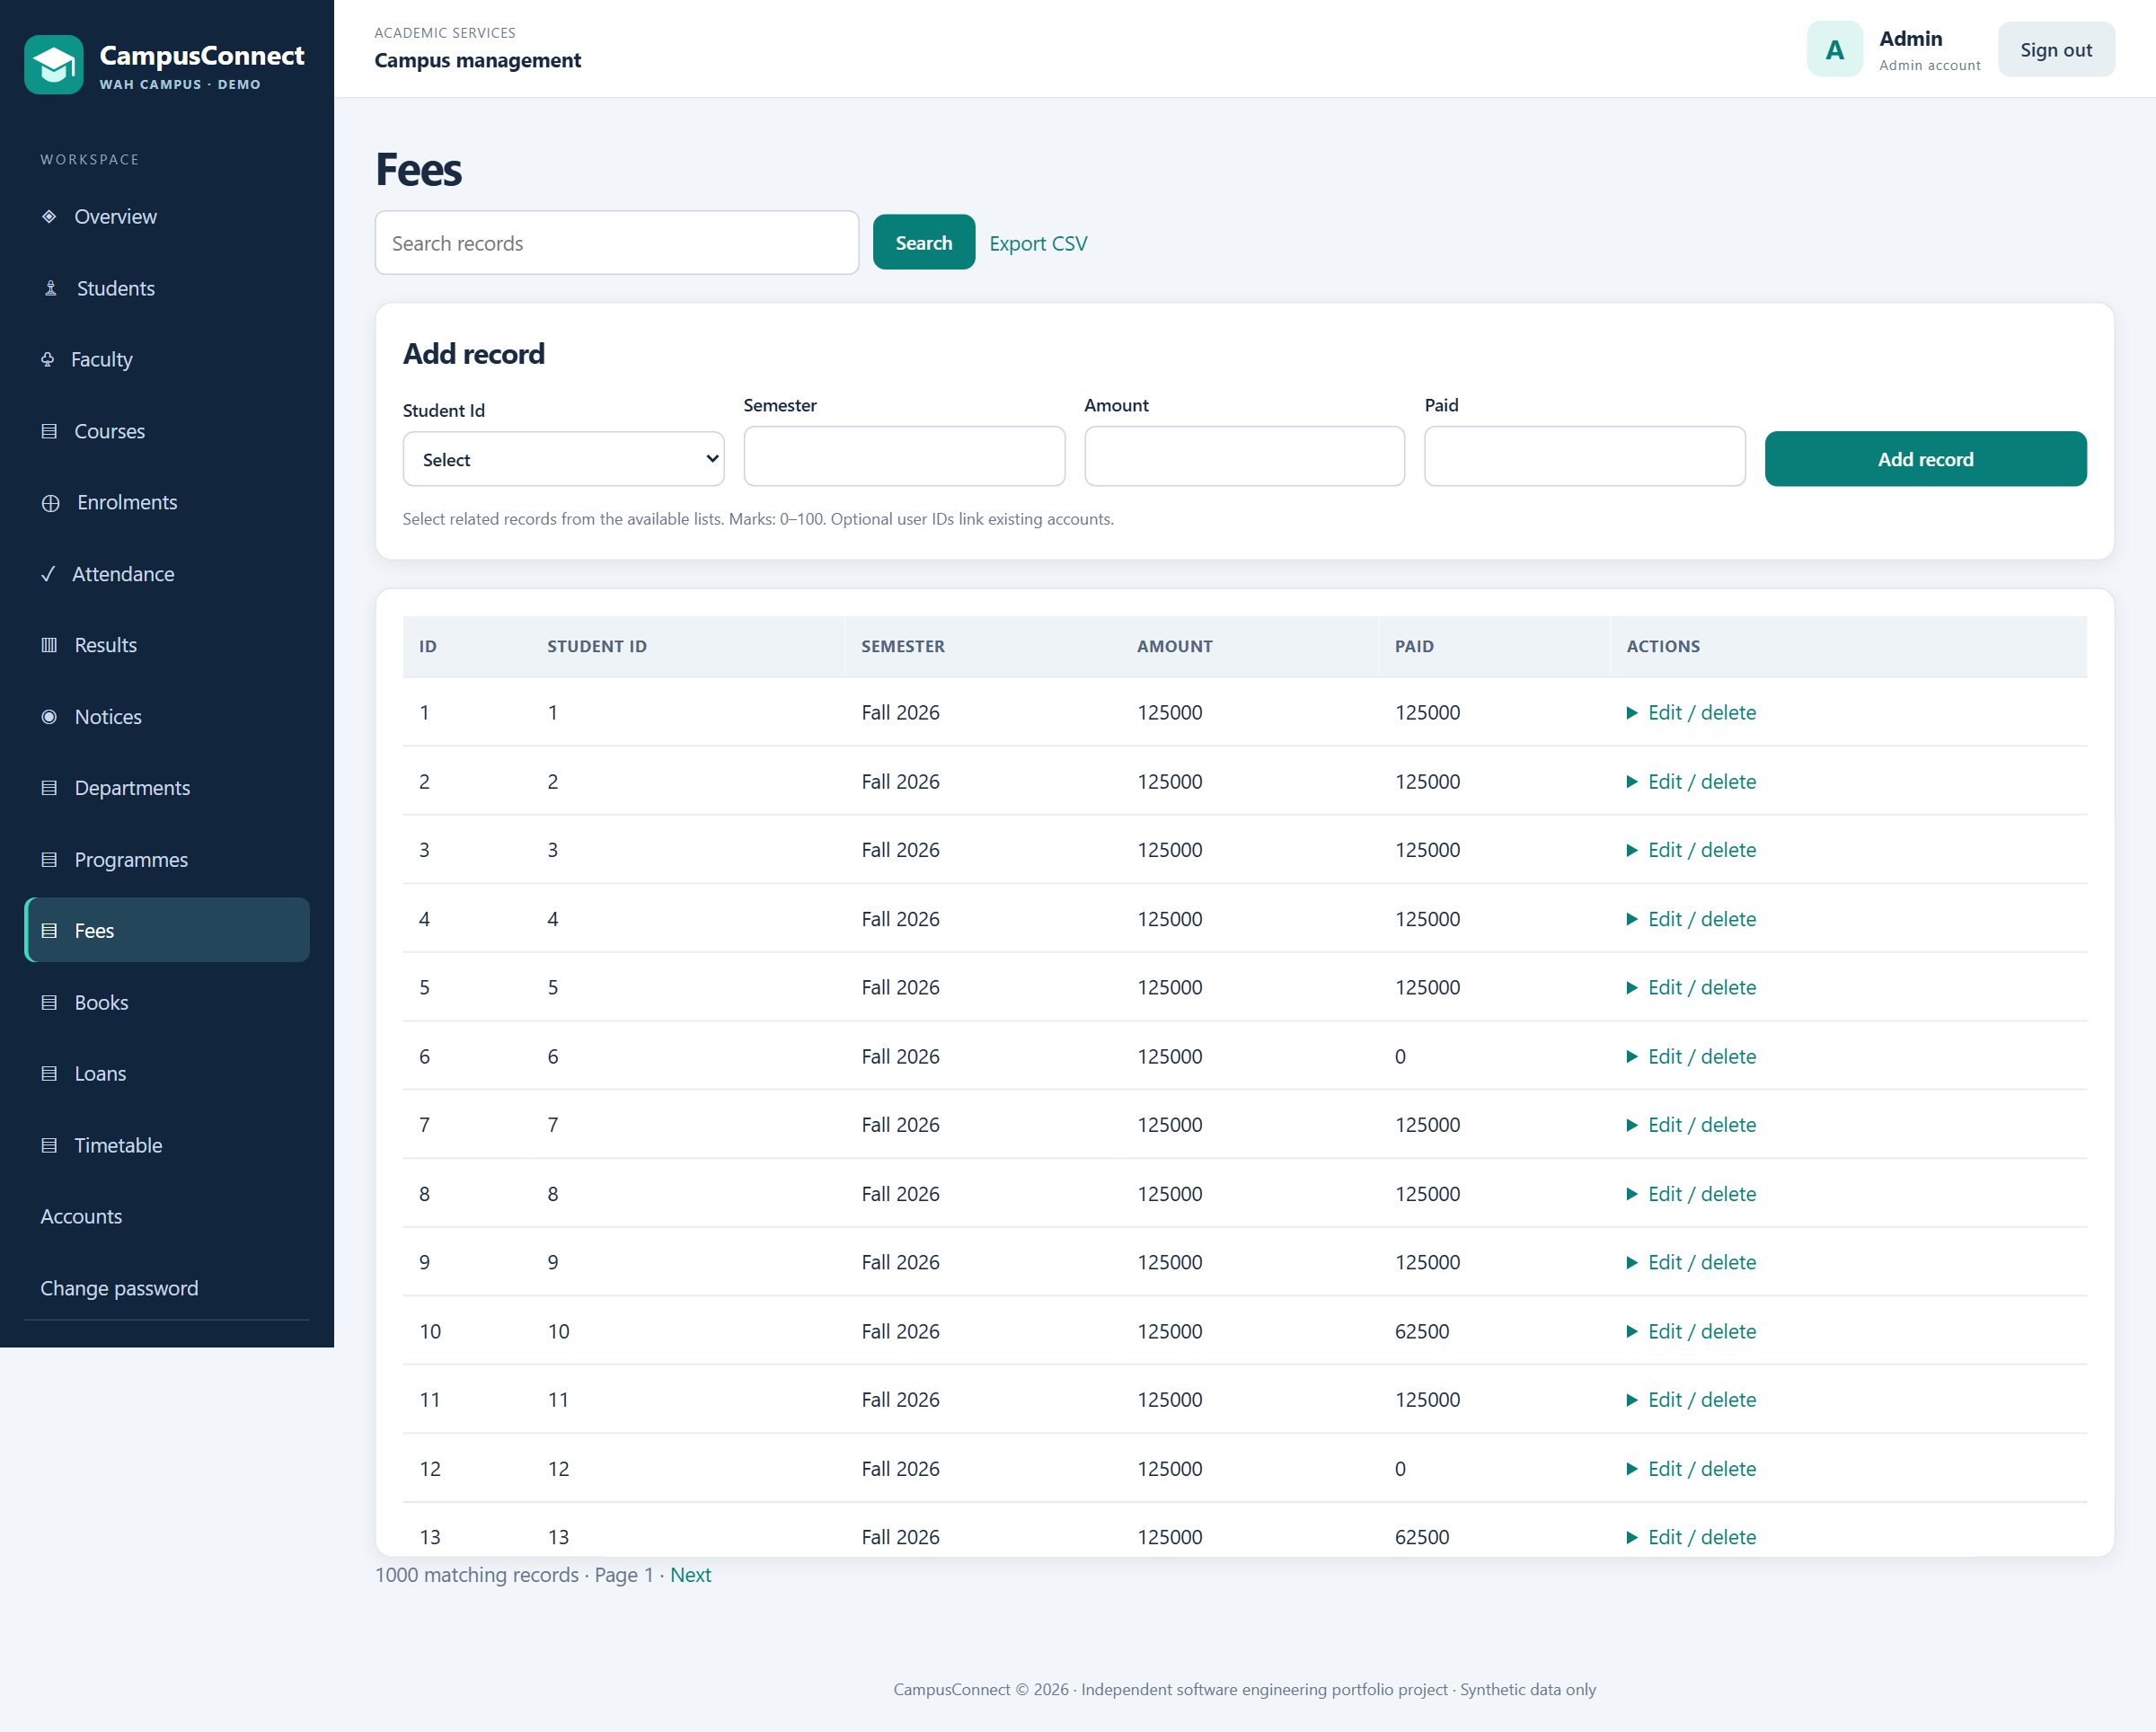 CampusConnect
WAH CAMPUS · DEMO
WORKSPACE
Overview
Students
Faculty
Courses
Enrolments
Attendance
Results
Notices
Departments
Programmes
Fees
Books
Loans
Timetable
Accounts
Change password
ACADEMIC SERVICES
Campus management
A
Admin
Admin account
Sign out
Fees
Search records
Search
Export CSV
Add record
Student Id
Semester
Amount
Paid
Select
Add record
Select related records from the available lists. Marks: 0–100. Optional user IDs link existing accounts.
ID STUDENT ID SEMESTER AMOUNT PAID ACTIONS
1 1 Fall 2026 125000 125000 ▶ Edit / delete
2 2 Fall 2026 125000 125000 ▶ Edit / delete
3 3 Fall 2026 125000 125000 ▶ Edit / delete
4 4 Fall 2026 125000 125000 ▶ Edit / delete
5 5 Fall 2026 125000 125000 ▶ Edit / delete
6 6 Fall 2026 125000 0 ▶ Edit / delete
7 7 Fall 2026 125000 125000 ▶ Edit / delete
8 8 Fall 2026 125000 125000 ▶ Edit / delete
9 9 Fall 2026 125000 125000 ▶ Edit / delete
10 10 Fall 2026 125000 62500 ▶ Edit / delete
11 11 Fall 2026 125000 125000 ▶ Edit / delete
12 12 Fall 2026 125000 0 ▶ Edit / delete
13 13 Fall 2026 125000 62500 ▶ Edit / delete
1000 matching records · Page 1 · Next
CampusConnect © 2026 · Independent software engineering portfolio project · Synthetic data only